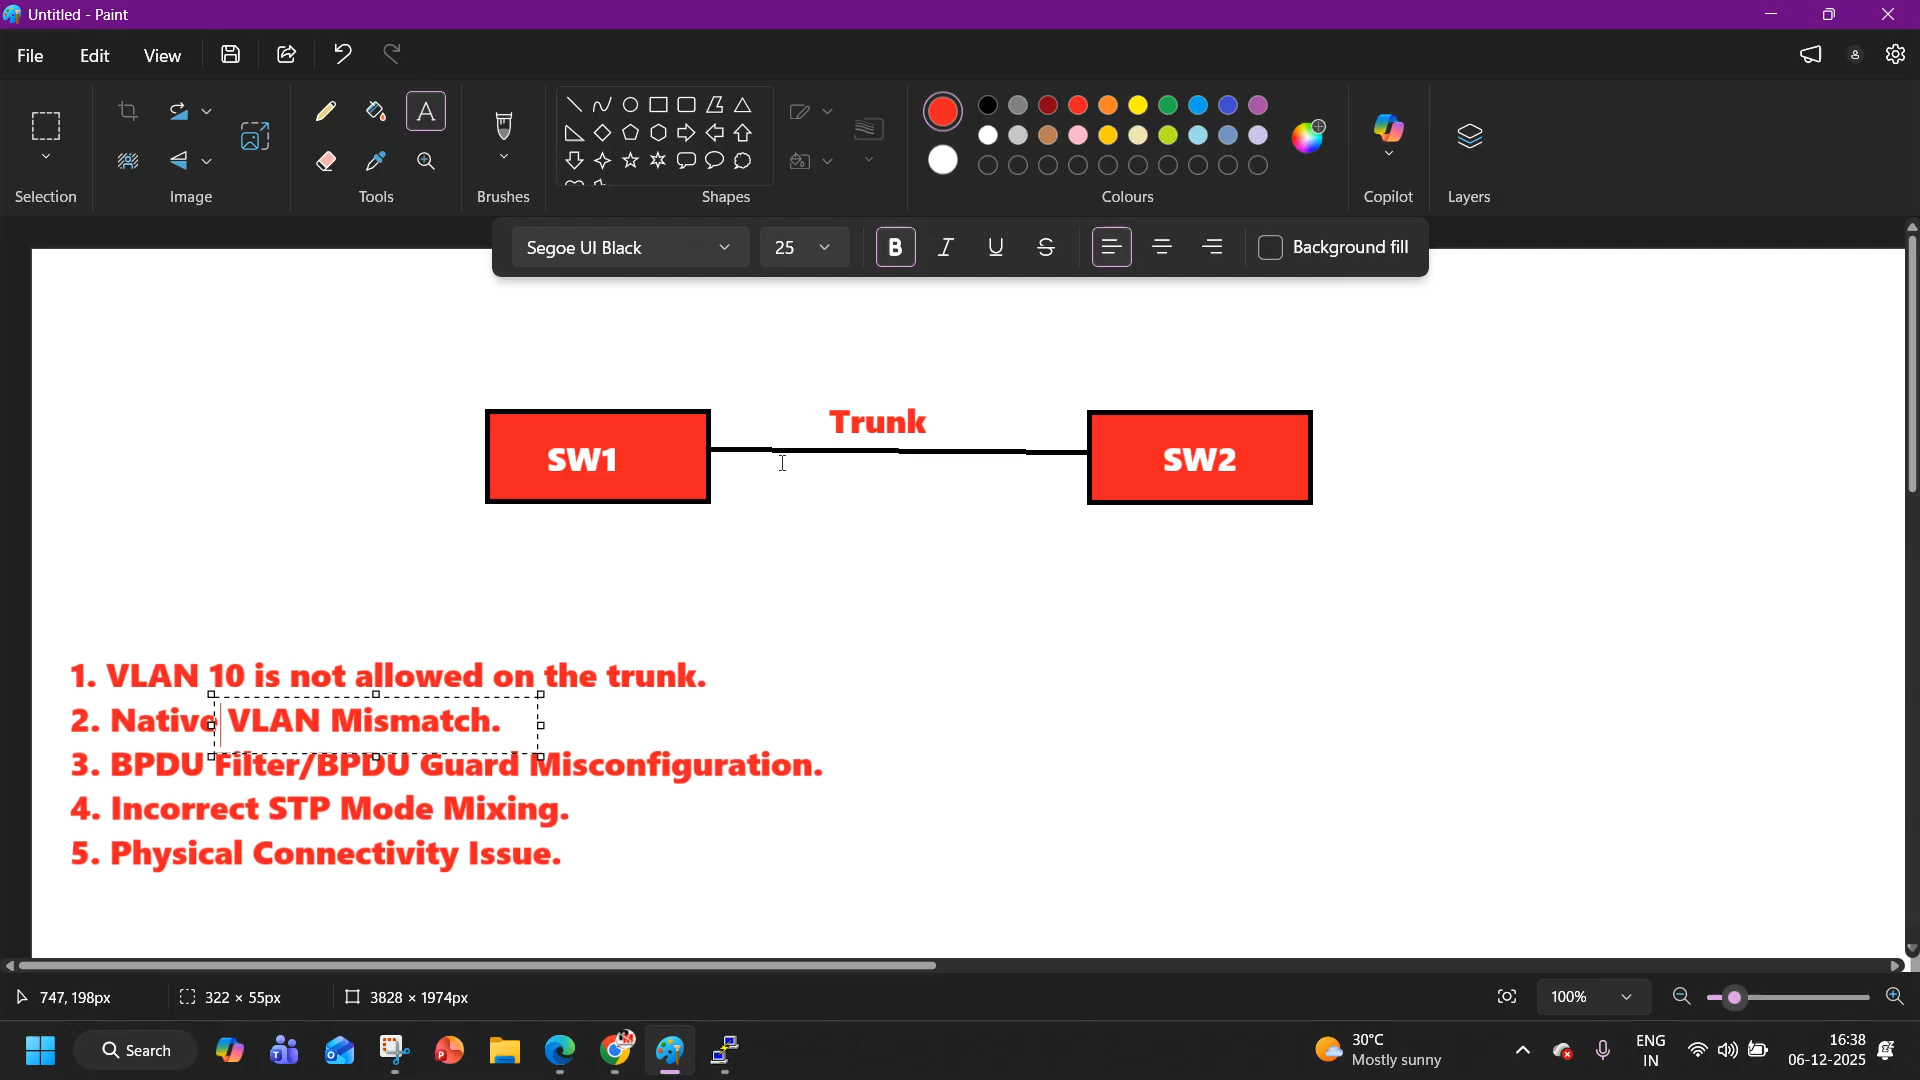 Untitled - Paint
File Edit View
Selection Image Tools Brushes Shapes Colours Copilot Layers
Segoe UI Black 25 B I U S Background fill
Trunk
SW1 SW2
1. VLAN 10 is not allowed on the trunk.
2. Native VLAN Mismatch.
3. BPDU Filter/BPDU Guard Misconfiguration.
4. Incorrect STP Mode Mixing.
5. Physical Connectivity Issue.
747, 198px 322 × 55px 3828 × 1974px 100%
Search
30°C
Mostly sunny
ENG
IN
16:38
06-12-2025